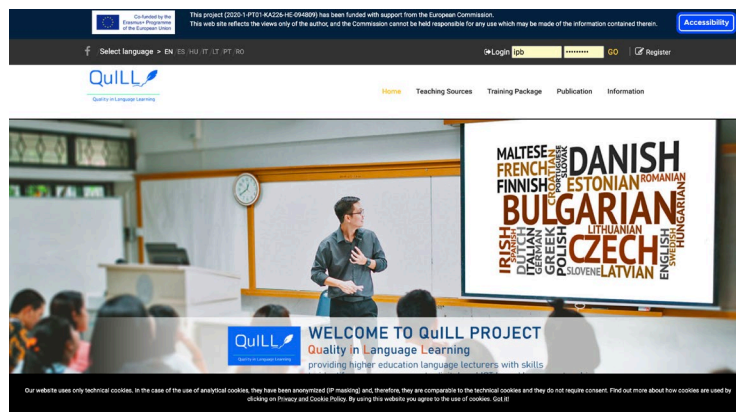 Co-funded by the
Erasmus+ Programme
of the European Union
This project (2020-1-PT01-KA226-HE-094809) has been funded with support from the European Commission.
This web site reflects the views only of the author, and the Commission cannot be held responsible for any use which may be made of the information contained therein.
Accessibility
Select language > EN /ES /HU /IT /LT /PT /RO
Login ipb ••••••••• GO Register
QuILL
Quality in Language Learning
Home Teaching Sources Training Package Publication Information
MALTESE
FRENCH
FINNISH
CROATIAN
PORTUGUESE
SLOVAK
DANISH
ESTONIAN
ROMANIAN
BULGARIAN
HUNGARIAN
IRISH
SPANISH
DUTCH
ITALIAN
GERMAN
GREEK
POLISH
LITHUANIAN
CZECH
SLOVENE
LATVIAN
ENGLISH
SWEDISH
QuILL
Quality in Language Learning
WELCOME TO QuILL PROJECT
Quality in Language Learning
providing higher education language lecturers with skills
Our website uses only technical cookies. In the case of the use of analytical cookies, they have been anonymized (IP masking) and, therefore, they are comparable to the technical cookies and they do not require consent. Find out more about how cookies are used by
clicking on Privacy and Cookie Policy. By using this website you agree to the use of cookies. Got it!